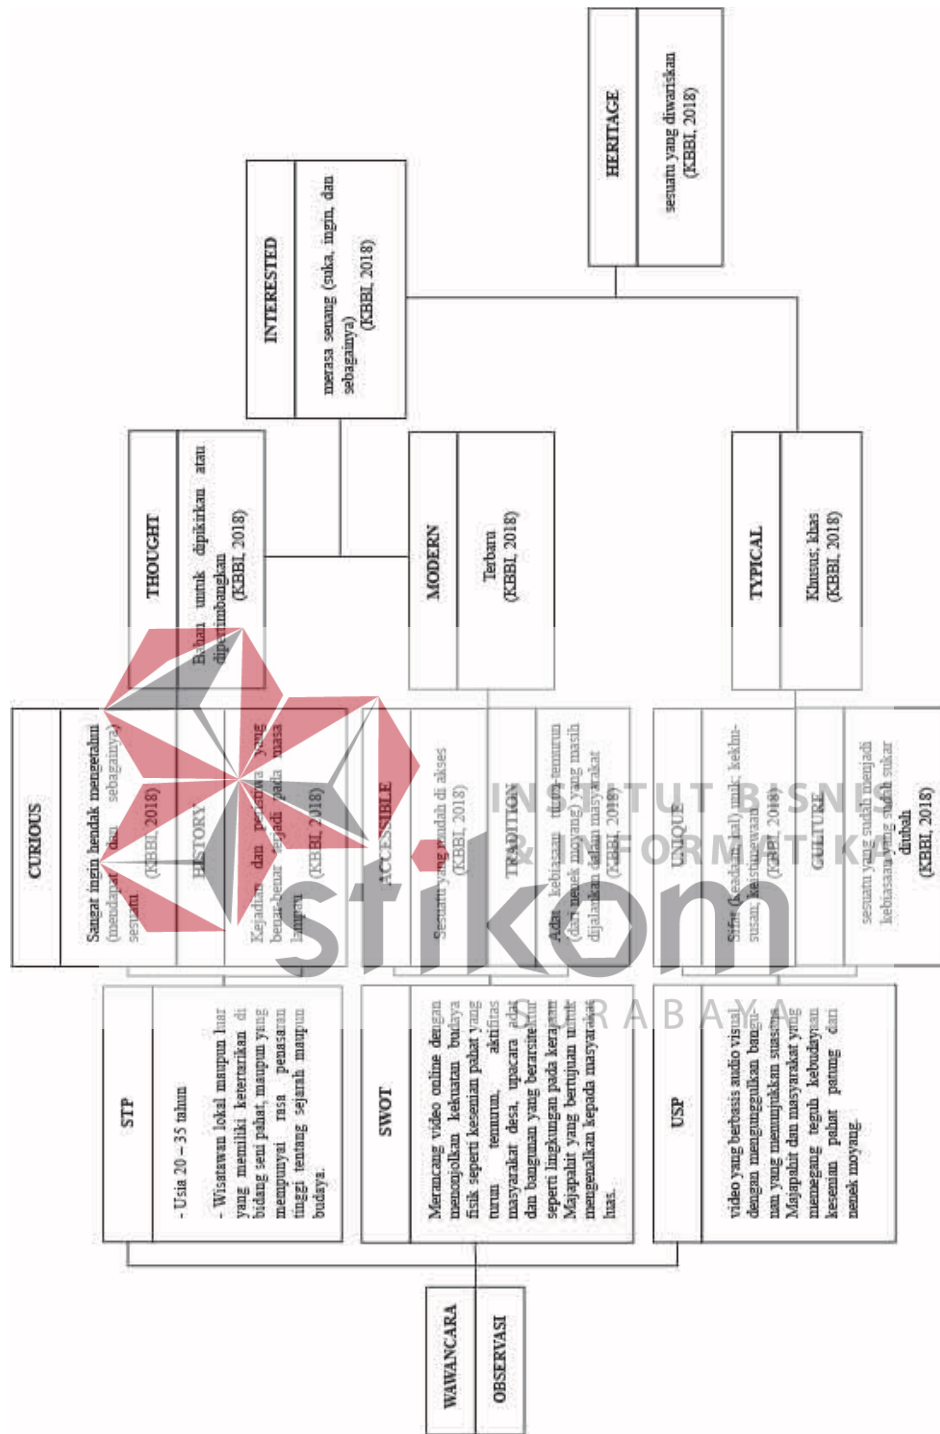 WAWANCARA
OBSERVASI
STP
- Usia 20 – 35 tahun
- Wisatawan lokal maupun luar
yang memiliki ketertarikan di
bidang seni pahat, maupun yang
mempunyai rasa penasaran
tinggi tentang sejarah maupun
budaya.
SWOT
Merancang video online dengan
menonjolkan kekuatan budaya
fisik seperti kesenian pahat yang
turun temurun, aktifitas
masyarakat desa, upacara adat
dan bangunan yang berarsitektur
seperti lingkungan pada kerajaan
Majapahit yang bertujuan untuk
mengenalkan kepada masyarakat
luas.
USP
video yang berbasis audio visual
dengan mengunggulkan bangu-
nan yang menunjukkan suasana
Majapahit dan masyarakat yang
memegang teguh kebudayaan
kesenian pahat patung dari
nenek moyang.
CURIOUS
Sangat ingin hendak mengetahui
(mendapat dan sebagainya)
sesuatu
(KBBI, 2018)
HISTORY
Kejadian dan peristiwa yang
benar-benar terjadi pada masa
lampau
(KBBI, 2018)
ACCESSIBLE
Sesuatu yang mudah di akses
(KBBI, 2018)
TRADITION
Adat kebiasaan turun-temurun
(dari nenek moyang) yang masih
dijalankan dalam masyarakat
(KBBI, 2018)
UNIQUE
Sifat (keadaan, hal) unik; kekhu-
susan; keistimewaan
(KBBI, 2018)
CULTURE
sesuatu yang sudah menjadi
kebiasaan yang sudah sukar
diubah
(KBBI, 2018)
THOUGHT
Bahan untuk dipikirkan atau
dipertimbangkan
(KBBI, 2018)
MODERN
Terbaru
(KBBI, 2018)
TYPICAL
Khusus; khas
(KBBI, 2018)
INTERESTED
merasa senang (suka, ingin, dan
sebagainya)
(KBBI, 2018)
HERITAGE
sesuatu yang diwariskan
(KBBI, 2018)
INSTITUT BISNIS
& INFORMATIKA
stikom
SURABAYA